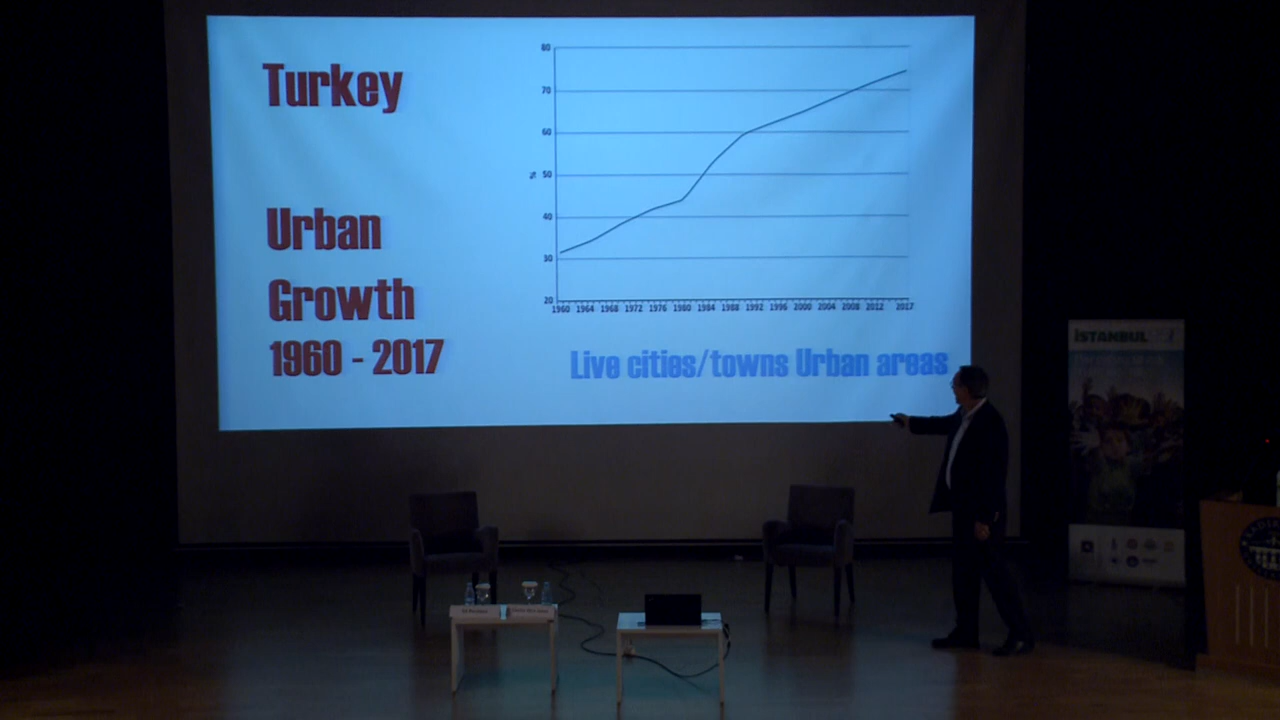 Turkey
Urban
Growth
1960 - 2017
80
70
60
% 50
40
30
20
1960 1964 1968 1972 1976 1980 1984 1988 1992 1996 2000 2004 2008 2012 2017
Live cities/towns Urban areas
İSTANBUL